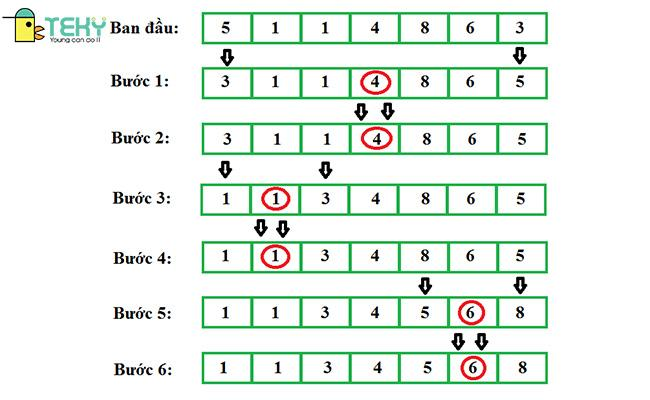 TEKY
Young can do it
Ban đầu: 5 1 1 4 8 6 3
Bước 1: 3 1 1 4 8 6 5
Bước 2: 3 1 1 4 8 6 5
Bước 3: 1 1 3 4 8 6 5
Bước 4: 1 1 3 4 8 6 5
Bước 5: 1 1 3 4 5 6 8
Bước 6: 1 1 3 4 5 6 8